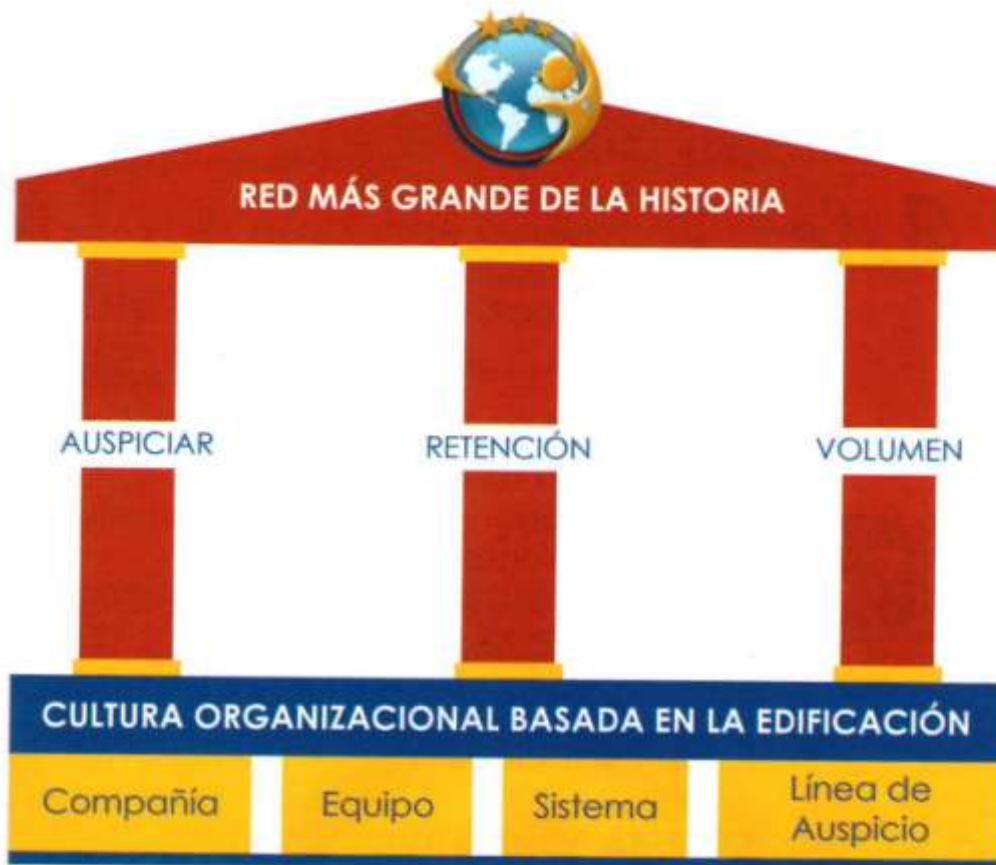 RED MÁS GRANDE DE LA HISTORIA
AUSPICIAR
RETENCIÓN
VOLUMEN
CULTURA ORGANIZACIONAL BASADA EN LA EDIFICACIÓN
Compañía
Equipo
Sistema
Línea de
Auspicio